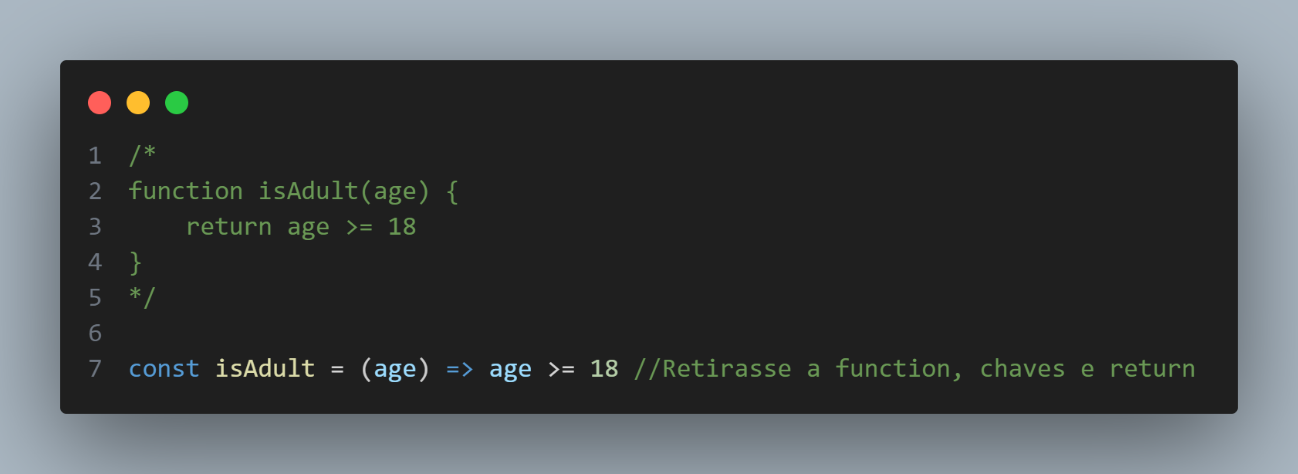 1 /*
2 function isAdult(age) {
3     return age >= 18
4 }
5 */
6
7 const isAdult = (age) => age >= 18 //Retirasse a function, chaves e return